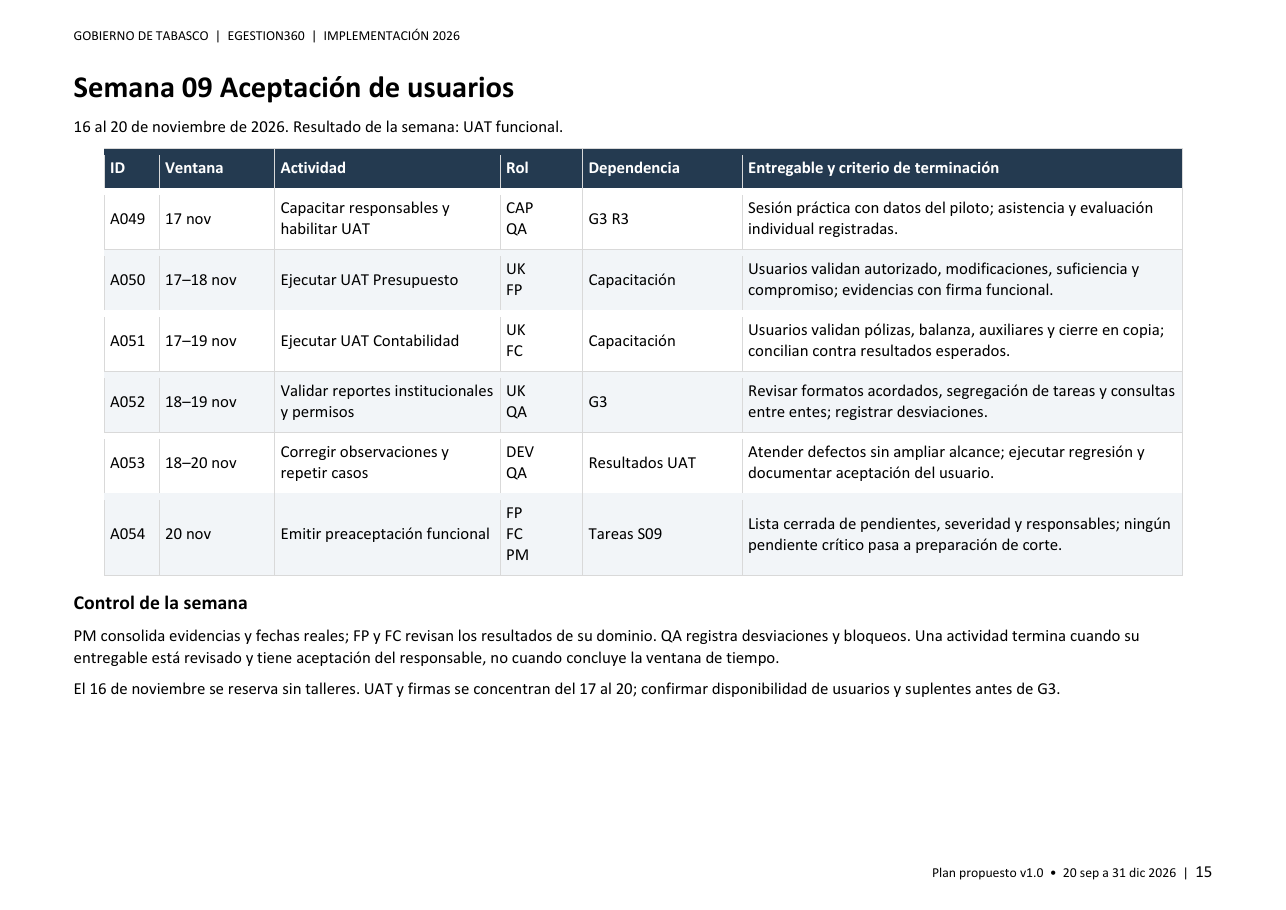 GOBIERNO DE TABASCO | EGESTION360 | IMPLEMENTACIÓN 2026
Semana 09 Aceptación de usuarios
16 al 20 de noviembre de 2026. Resultado de la semana: UAT funcional.
ID Ventana Actividad Rol Dependencia Entregable y criterio de terminación
A049 17 nov Capacitar responsables y habilitar UAT CAP QA G3 R3 Sesión práctica con datos del piloto; asistencia y evaluación individual registradas.
A050 17–18 nov Ejecutar UAT Presupuesto UK FP Capacitación Usuarios validan autorizado, modificaciones, suficiencia y compromiso; evidencias con firma funcional.
A051 17–19 nov Ejecutar UAT Contabilidad UK FC Capacitación Usuarios validan pólizas, balanza, auxiliares y cierre en copia; concilian contra resultados esperados.
A052 18–19 nov Validar reportes institucionales y permisos UK QA G3 Revisar formatos acordados, segregación de tareas y consultas entre entes; registrar desviaciones.
A053 18–20 nov Corregir observaciones y repetir casos DEV QA Resultados UAT Atender defectos sin ampliar alcance; ejecutar regresión y documentar aceptación del usuario.
A054 20 nov Emitir preaceptación funcional FP FC PM Tareas S09 Lista cerrada de pendientes, severidad y responsables; ningún pendiente crítico pasa a preparación de corte.
Control de la semana
PM consolida evidencias y fechas reales; FP y FC revisan los resultados de su dominio. QA registra desviaciones y bloqueos. Una actividad termina cuando su
entregable está revisado y tiene aceptación del responsable, no cuando concluye la ventana de tiempo.
El 16 de noviembre se reserva sin talleres. UAT y firmas se concentran del 17 al 20; confirmar disponibilidad de usuarios y suplentes antes de G3.
Plan propuesto v1.0 • 20 sep a 31 dic 2026 | 15